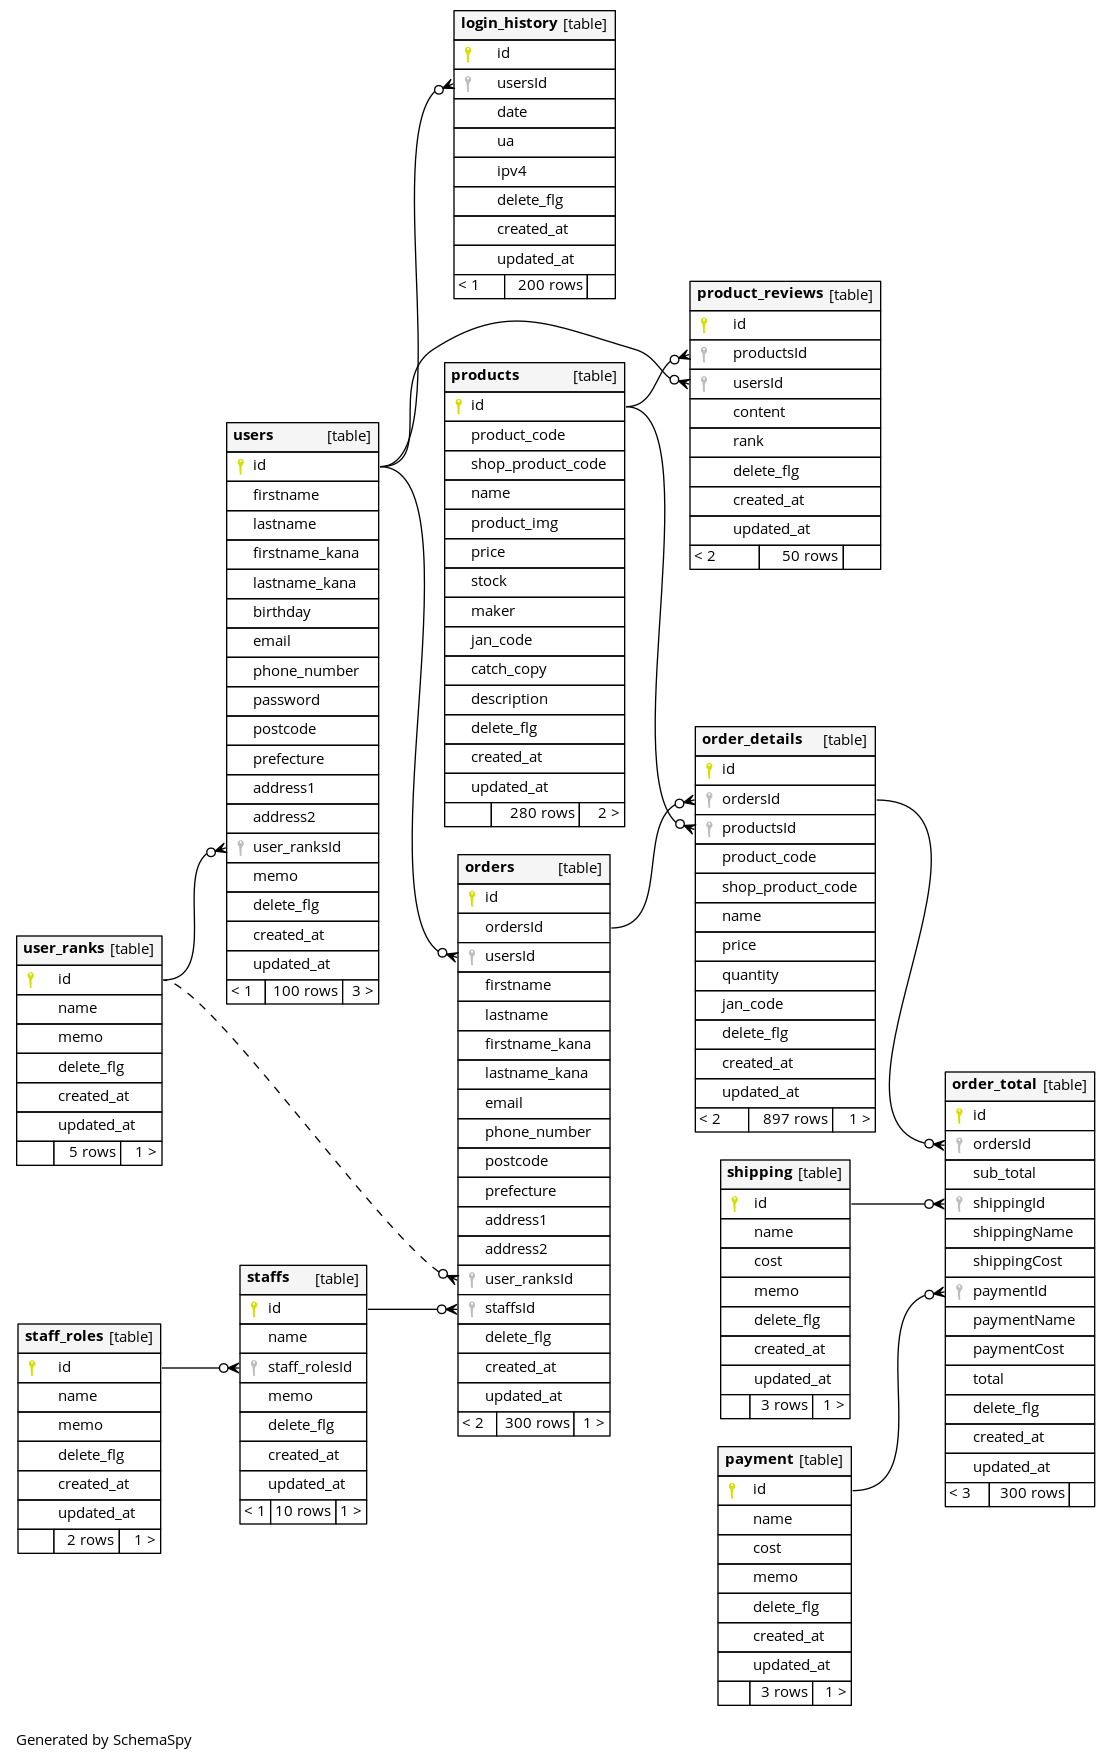 login_history [table]
id
usersId
date
ua
ipv4
delete_flg
created_at
updated_at
< 1 200 rows
product_reviews [table]
id
productsId
usersId
content
rank
delete_flg
created_at
updated_at
< 2 50 rows
products [table]
id
product_code
shop_product_code
name
product_img
price
stock
maker
jan_code
catch_copy
description
delete_flg
created_at
updated_at
280 rows 2 >
users [table]
id
firstname
lastname
firstname_kana
lastname_kana
birthday
email
phone_number
password
postcode
prefecture
address1
address2
user_ranksId
memo
delete_flg
created_at
updated_at
< 1 100 rows 3 >
order_details [table]
id
ordersId
productsId
product_code
shop_product_code
name
price
quantity
jan_code
delete_flg
created_at
updated_at
< 2 897 rows 1 >
orders [table]
id
ordersId
usersId
firstname
lastname
firstname_kana
lastname_kana
email
phone_number
postcode
prefecture
address1
address2
user_ranksId
staffsId
delete_flg
created_at
updated_at
< 2 300 rows 1 >
user_ranks [table]
id
name
memo
delete_flg
created_at
updated_at
5 rows 1 >
order_total [table]
id
ordersId
sub_total
shippingId
shippingName
shippingCost
paymentId
paymentName
paymentCost
total
delete_flg
created_at
updated_at
< 3 300 rows
shipping [table]
id
name
cost
memo
delete_flg
created_at
updated_at
3 rows 1 >
staffs [table]
id
name
staff_rolesId
memo
delete_flg
created_at
updated_at
< 1 10 rows 1 >
staff_roles [table]
id
name
memo
delete_flg
created_at
updated_at
2 rows 1 >
payment [table]
id
name
cost
memo
delete_flg
created_at
updated_at
3 rows 1 >
Generated by SchemaSpy